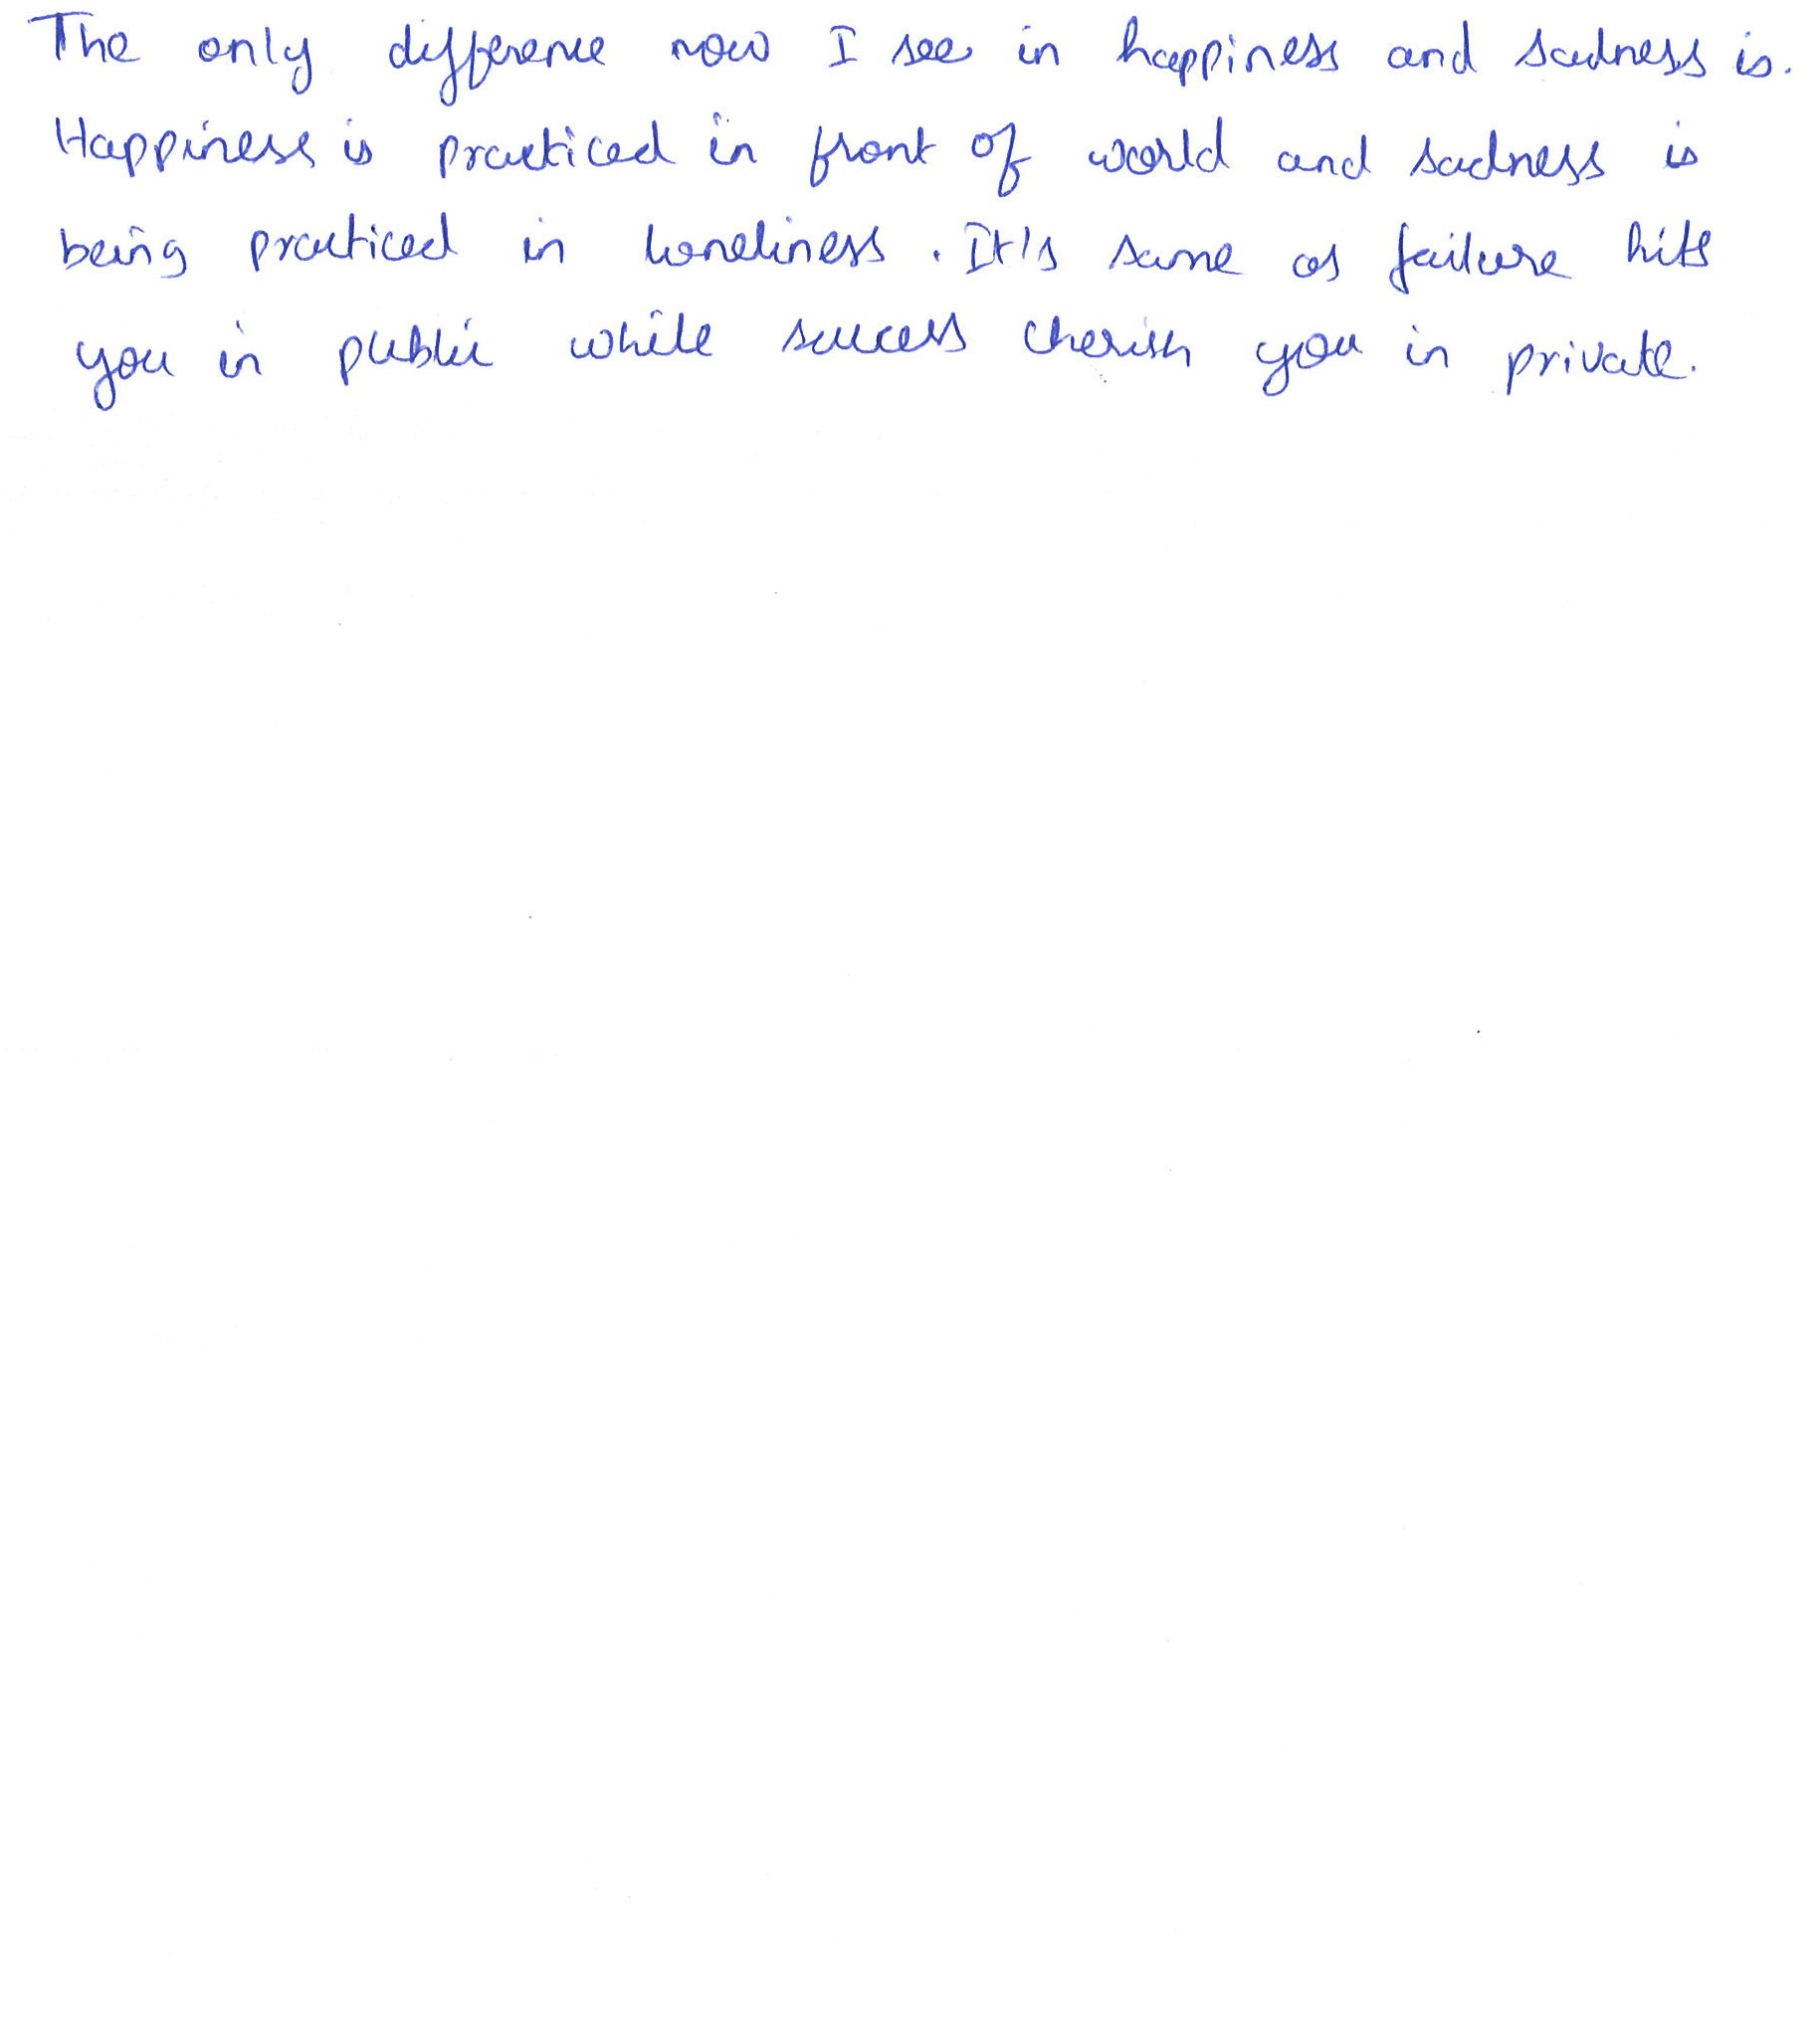 The only difference now I see in happiness and sadness is.
Happiness is practiced in front of world and sadness is
being practiced in loneliness. It's same as failure hits
you in public while success cherish you in private.